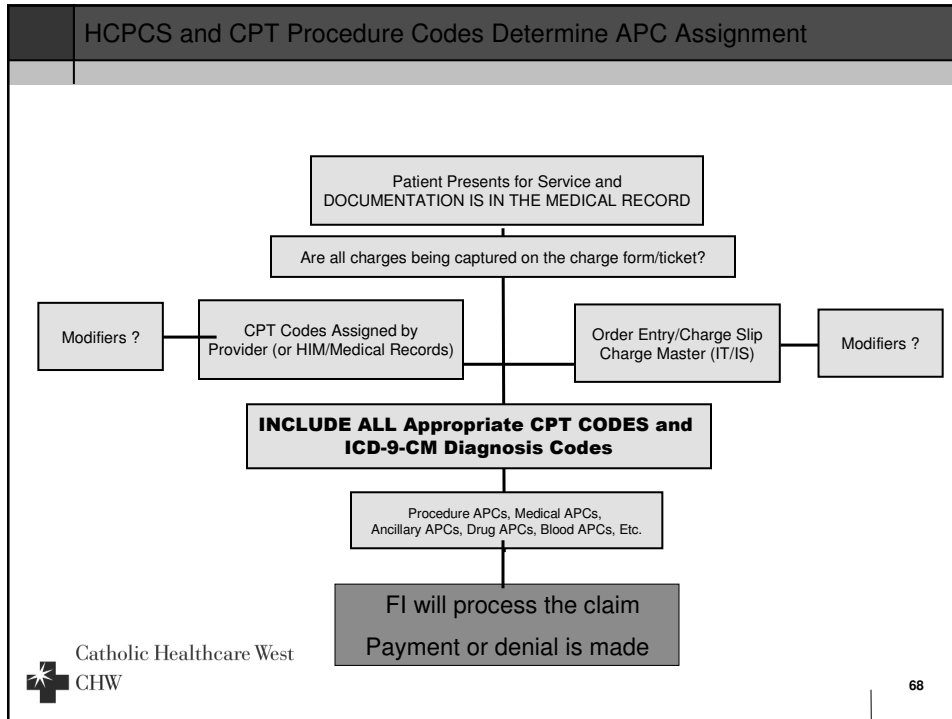 HCPCS and CPT Procedure Codes Determine APC Assignment
Patient Presents for Service and
DOCUMENTATION IS IN THE MEDICAL RECORD
Are all charges being captured on the charge form/ticket?
Modifiers ?
CPT Codes Assigned by
Provider (or HIM/Medical Records)
Order Entry/Charge Slip
Charge Master (IT/IS)
Modifiers ?
INCLUDE ALL Appropriate CPT CODES and
ICD-9-CM Diagnosis Codes
Procedure APCs, Medical APCs,
Ancillary APCs, Drug APCs, Blood APCs, Etc.
FI will process the claim
Payment or denial is made
Catholic Healthcare West
CHW
68